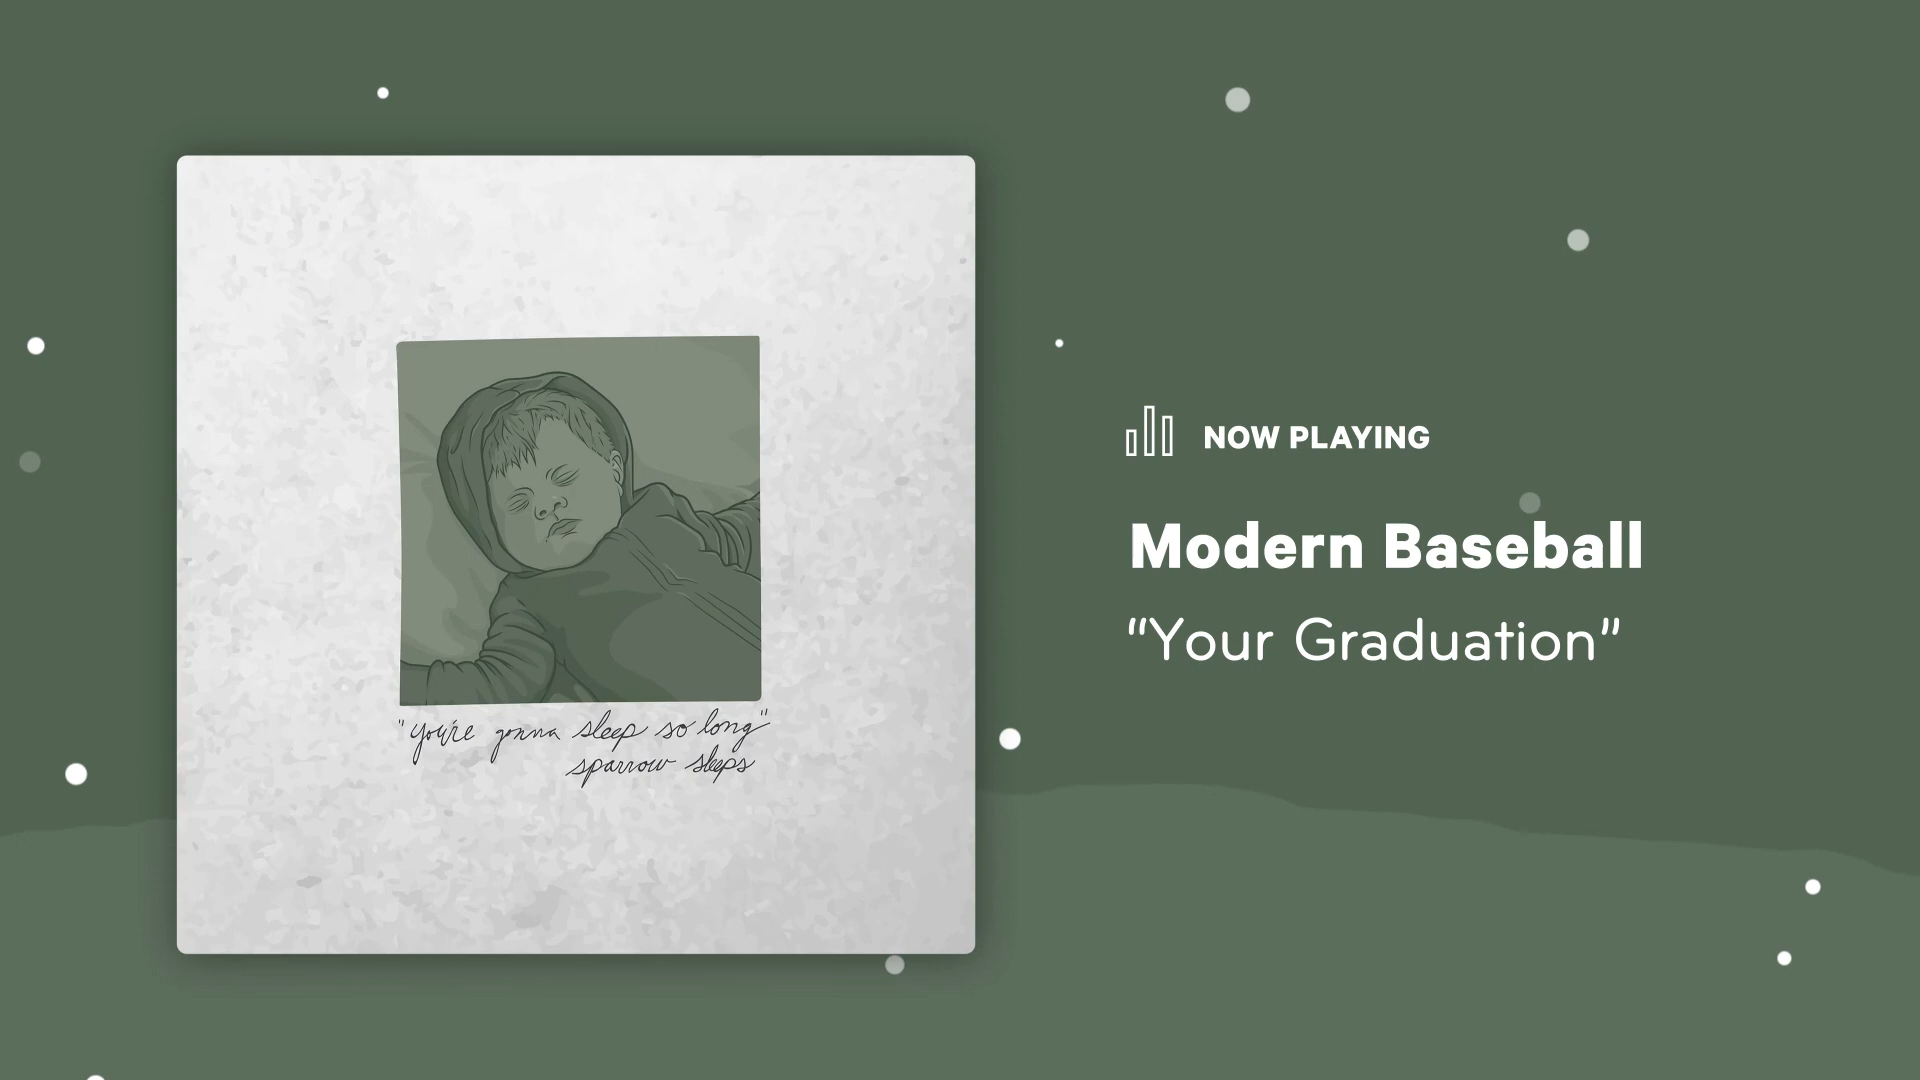 "you're gonna sleep so long"
sparrow sleeps
NOW PLAYING
Modern Baseball
“Your Graduation”